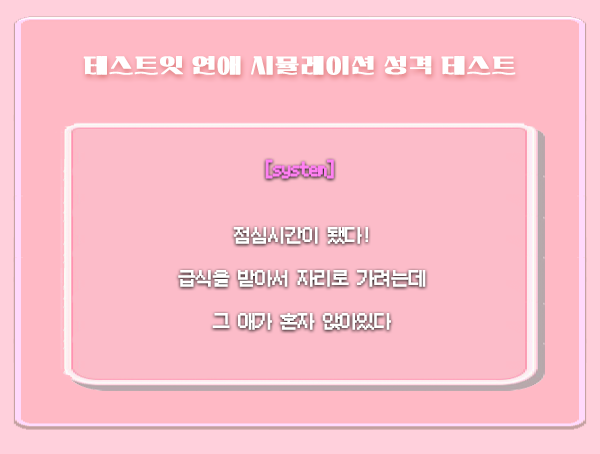 테스트잇 연애 시뮬레이션 성격 테스트
[system]
점심시간이 됐다!
급식을 받아서 자리로 가려는데
그 애가 혼자 앉아있다